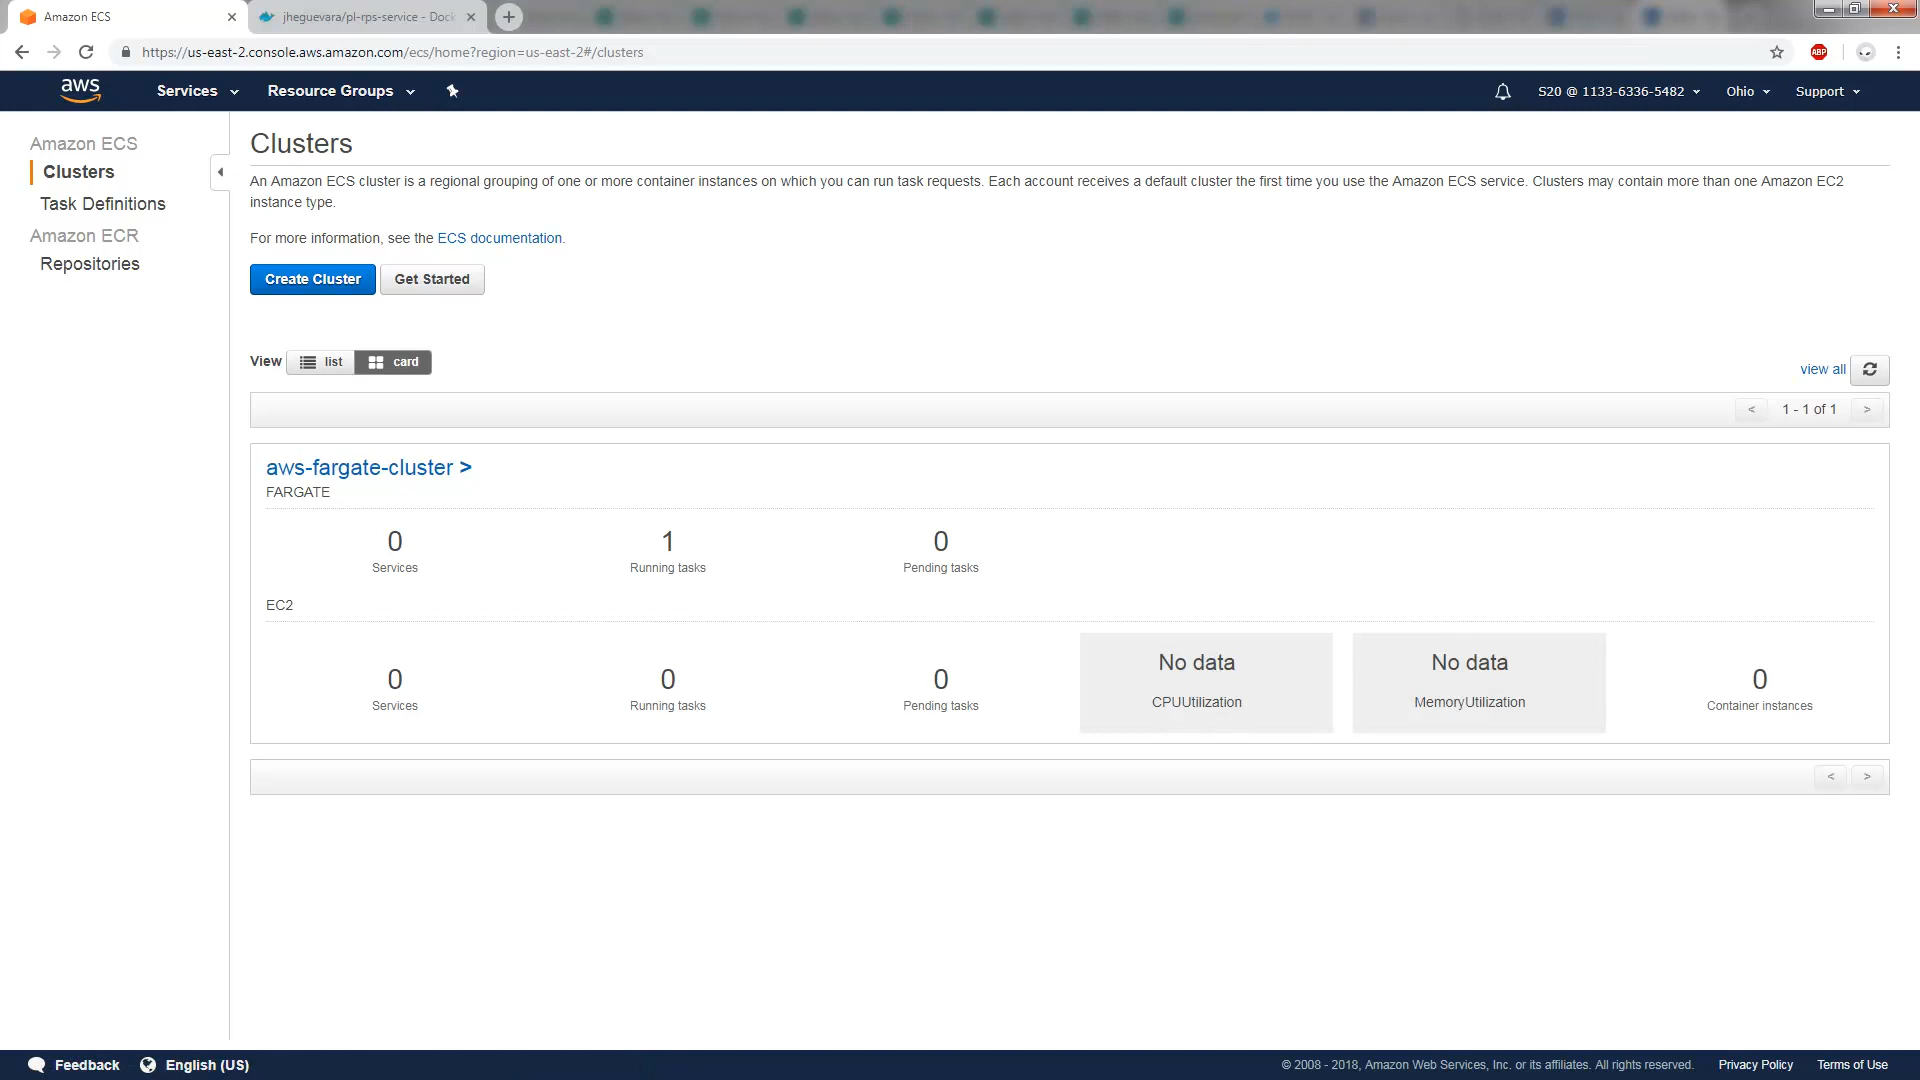 Amazon ECS
jheguevara/pl-rps-service - Dock
https://us-east-2.console.aws.amazon.com/ecs/home?region=us-east-2#/clusters
ABP
aws
Services
Resource Groups
S20 @ 1133-6336-5482
Ohio
Support
Amazon ECS
Clusters
Task Definitions
Amazon ECR
Repositories
Clusters
An Amazon ECS cluster is a regional grouping of one or more container instances on which you can run task requests. Each account receives a default cluster the first time you use the Amazon ECS service. Clusters may contain more than one Amazon EC2
instance type.
For more information, see the ECS documentation.
Create Cluster
Get Started
View
list
card
view all
< 1 - 1 of 1 >
aws-fargate-cluster >
FARGATE
0
Services
1
Running tasks
0
Pending tasks
EC2
0
Services
0
Running tasks
0
Pending tasks
No data
CPUUtilization
No data
MemoryUtilization
0
Container instances
< >
Feedback
English (US)
© 2008 - 2018, Amazon Web Services, Inc. or its affiliates. All rights reserved.
Privacy Policy
Terms of Use